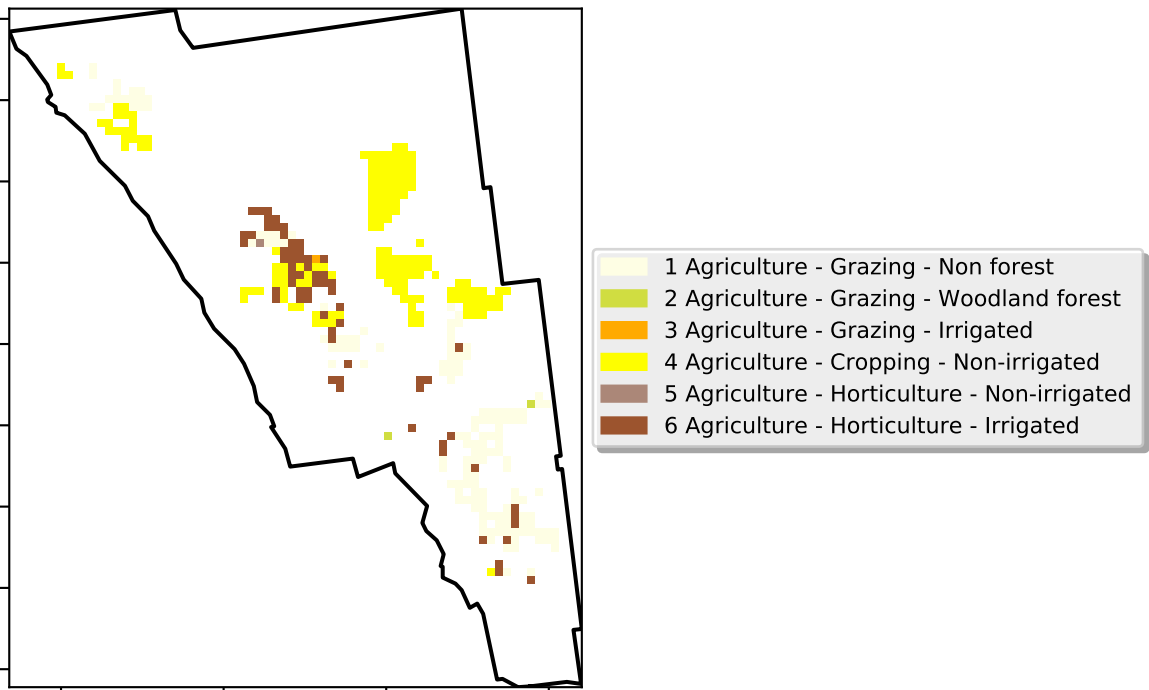 1 Agriculture - Grazing - Non forest
2 Agriculture - Grazing - Woodland forest
3 Agriculture - Grazing - Irrigated
4 Agriculture - Cropping - Non-irrigated
5 Agriculture - Horticulture - Non-irrigated
6 Agriculture - Horticulture - Irrigated